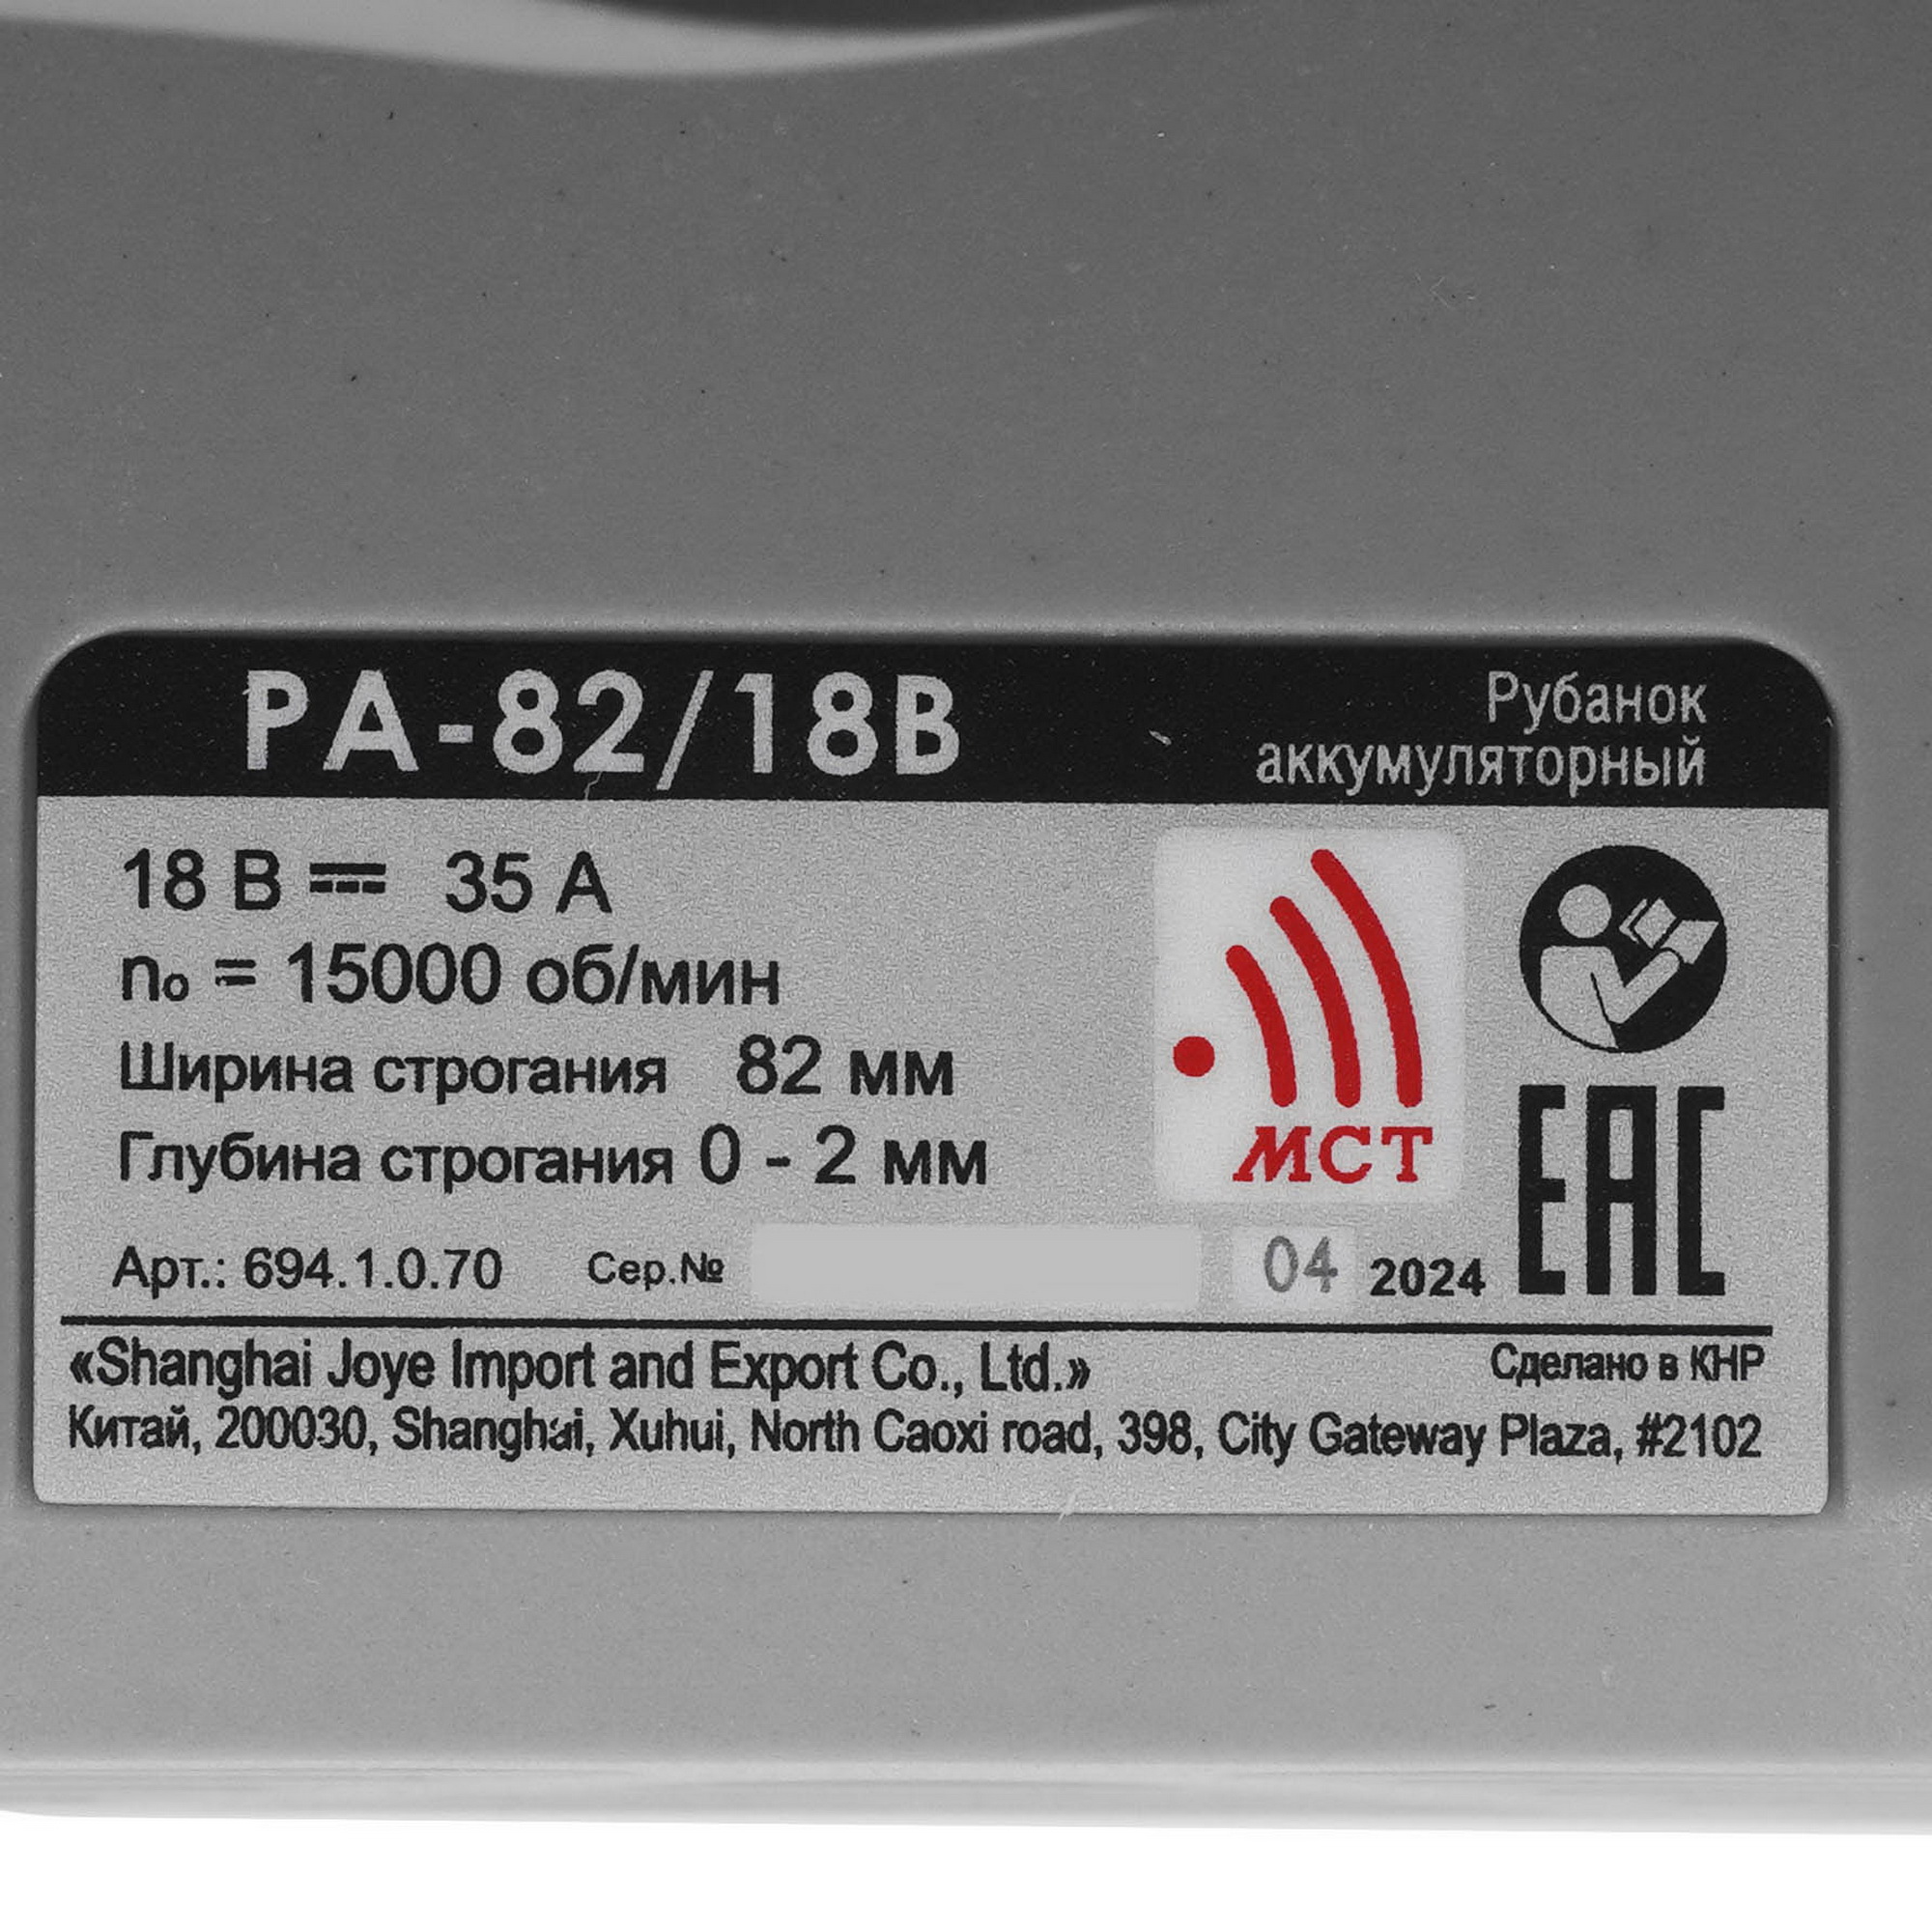 РА-82/18В
Рубанок
аккумуляторный
18 В 35 А
n₀ = 15000 об/мин
Ширина строгания 82 мм
Глубина строгания 0 - 2 мм
МСТ
ЕАС
Арт.: 694.1.0.70 Сер.№ 04 2024
«Shanghai Joye Import and Export Co., Ltd.» Сделано в КНР
Китай, 200030, Shanghai, Xuhui, North Caoxi road, 398, City Gateway Plaza, #2102